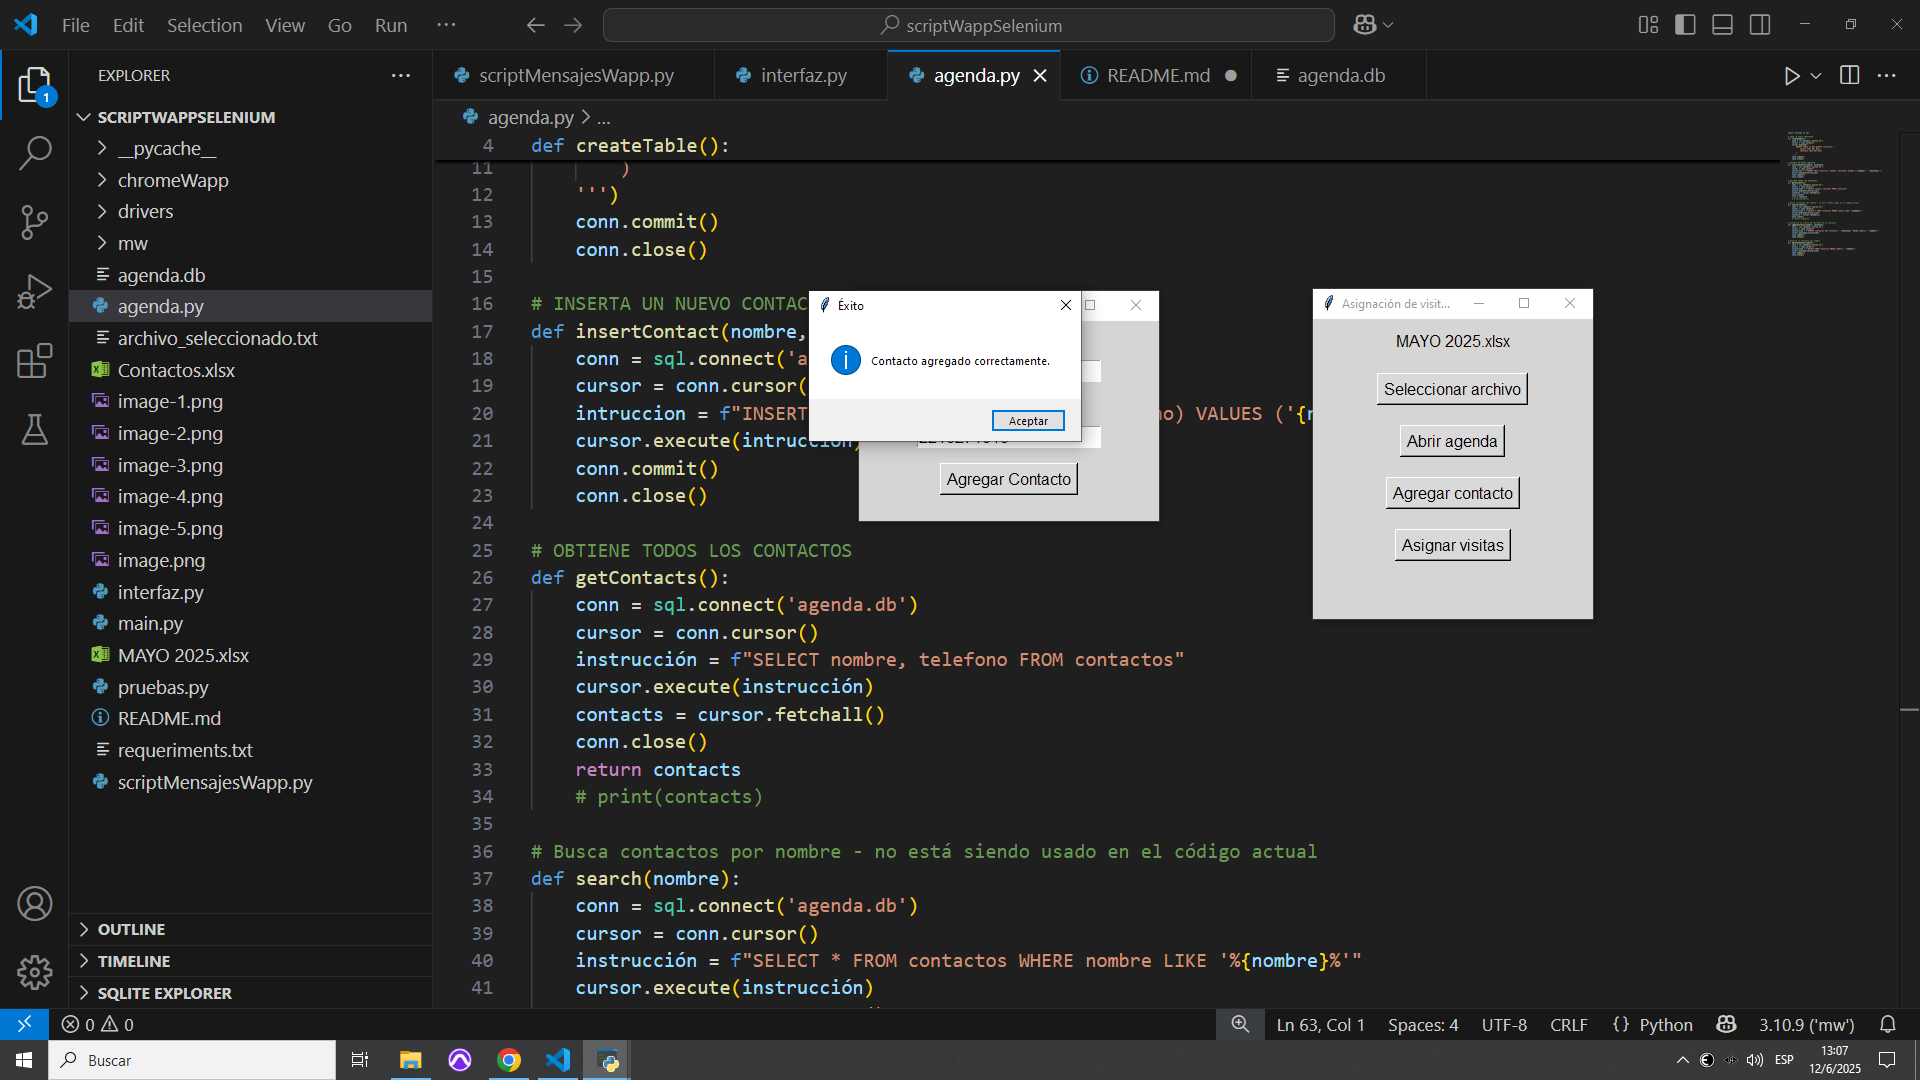 File Edit Selection View Go Run ···
scriptWappSelenium
EXPLORER
SCRIPTWAPPSELENIUM
__pycache__
chromeWapp
drivers
mw
agenda.db
agenda.py
archivo_seleccionado.txt
Contactos.xlsx
image-1.png
image-2.png
image-3.png
image-4.png
image-5.png
image.png
interfaz.py
main.py
MAYO 2025.xlsx
pruebas.py
README.md
requeriments.txt
scriptMensajesWapp.py
OUTLINE
TIMELINE
SQLITE EXPLORER
1
scriptMensajesWapp.py interfaz.py agenda.py README.md agenda.db
agenda.py > ...
4 def createTable():
11 )
12 ''')
13 conn.commit()
14 conn.close()
15
16 # INSERTA UN NUEVO CONTAC
17 def insertContact(nombre,
18 conn = sql.connect('a
19 cursor = conn.cursor(
20 intruccion = f"INSERT no) VALUES ('{n
21 cursor.execute(intruccion)
22 conn.commit()
23 conn.close()
24
25 # OBTIENE TODOS LOS CONTACTOS
26 def getContacts():
27 conn = sql.connect('agenda.db')
28 cursor = conn.cursor()
29 instrucción = f"SELECT nombre, telefono FROM contactos"
30 cursor.execute(instrucción)
31 contacts = cursor.fetchall()
32 conn.close()
33 return contacts
34 # print(contacts)
35
36 # Busca contactos por nombre - no está siendo usado en el código actual
37 def search(nombre):
38 conn = sql.connect('agenda.db')
39 cursor = conn.cursor()
40 instrucción = f"SELECT * FROM contactos WHERE nombre LIKE '%{nombre}%'"
41 cursor.execute(instrucción)
Éxito
Contacto agregado correctamente.
Aceptar
Agregar Contacto
Asignación de visit...
MAYO 2025.xlsx
Seleccionar archivo
Abrir agenda
Agregar contacto
Asignar visitas
0 0
Ln 63, Col 1 Spaces: 4 UTF-8 CRLF {} Python 3.10.9 ('mw')
Buscar
ESP
13:07
12/6/2025